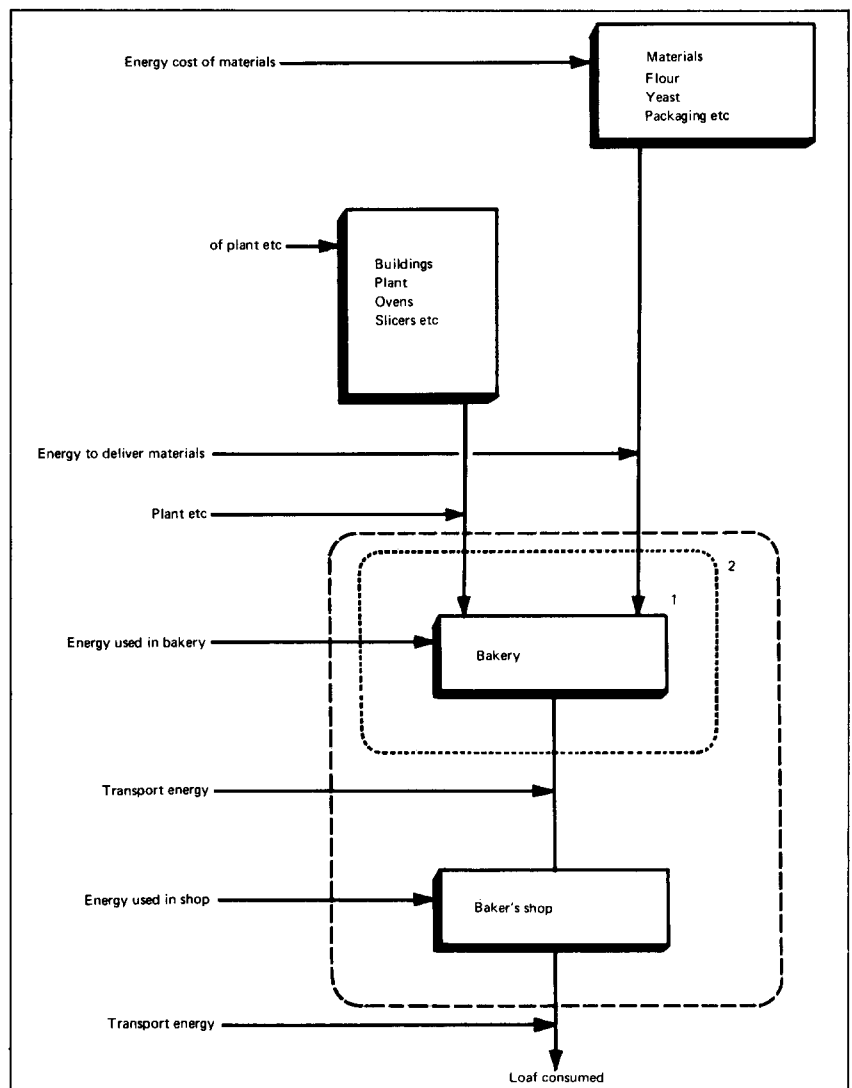 Energy cost of materials
Materials
Flour
Yeast
Packaging etc
of plant etc
Buildings
Plant
Ovens
Slicers etc
Energy to deliver materials
Plant etc
2
1
Energy used in bakery
Bakery
Transport energy
Energy used in shop
Baker's shop
Transport energy
Loaf consumed